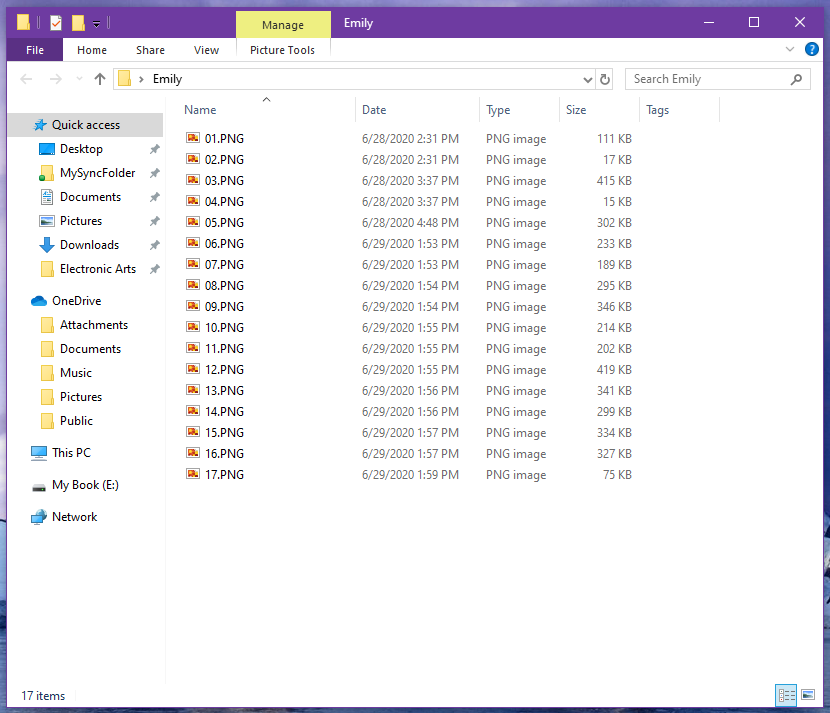 Manage
Emily
File
Home
Share
View
Picture Tools
Emily
Search Emily
Name
Date
Type
Size
Tags
Quick access
Desktop
MySyncFolder
Documents
Pictures
Downloads
Electronic Arts
OneDrive
Attachments
Documents
Music
Pictures
Public
This PC
My Book (E:)
Network
01.PNG 6/28/2020 2:31 PM PNG image 111 KB
02.PNG 6/28/2020 2:31 PM PNG image 17 KB
03.PNG 6/28/2020 3:37 PM PNG image 415 KB
04.PNG 6/28/2020 3:37 PM PNG image 15 KB
05.PNG 6/28/2020 4:48 PM PNG image 302 KB
06.PNG 6/29/2020 1:53 PM PNG image 233 KB
07.PNG 6/29/2020 1:53 PM PNG image 189 KB
08.PNG 6/29/2020 1:54 PM PNG image 295 KB
09.PNG 6/29/2020 1:54 PM PNG image 346 KB
10.PNG 6/29/2020 1:55 PM PNG image 214 KB
11.PNG 6/29/2020 1:55 PM PNG image 202 KB
12.PNG 6/29/2020 1:55 PM PNG image 419 KB
13.PNG 6/29/2020 1:56 PM PNG image 341 KB
14.PNG 6/29/2020 1:56 PM PNG image 299 KB
15.PNG 6/29/2020 1:57 PM PNG image 334 KB
16.PNG 6/29/2020 1:57 PM PNG image 327 KB
17.PNG 6/29/2020 1:59 PM PNG image 75 KB
17 items